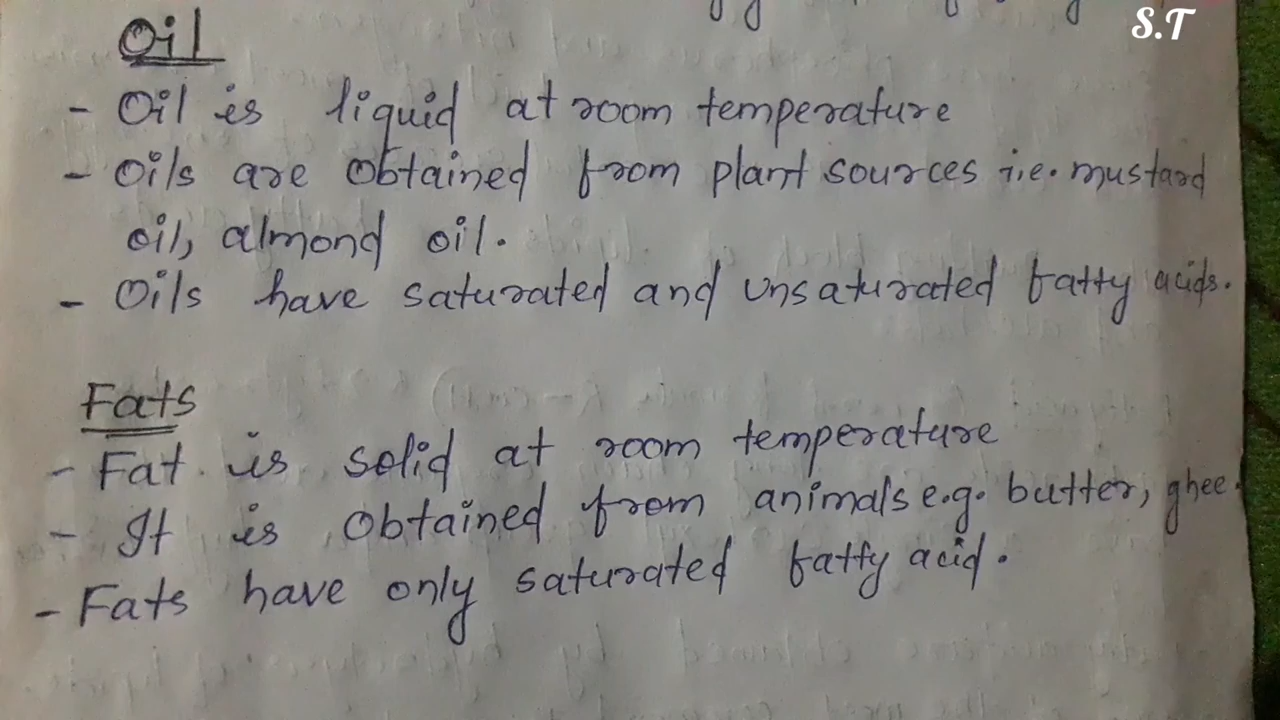 S.T
Oil
- Oil is liquid at room temperature
- Oils are obtained from plant sources i.e. mustard
oil, almond oil.
- Oils have saturated and unsaturated fatty acids.
Fats
- Fat is solid at room temperature
- It is obtained from animals e.g. butter, ghee.
- Fats have only saturated fatty acid.